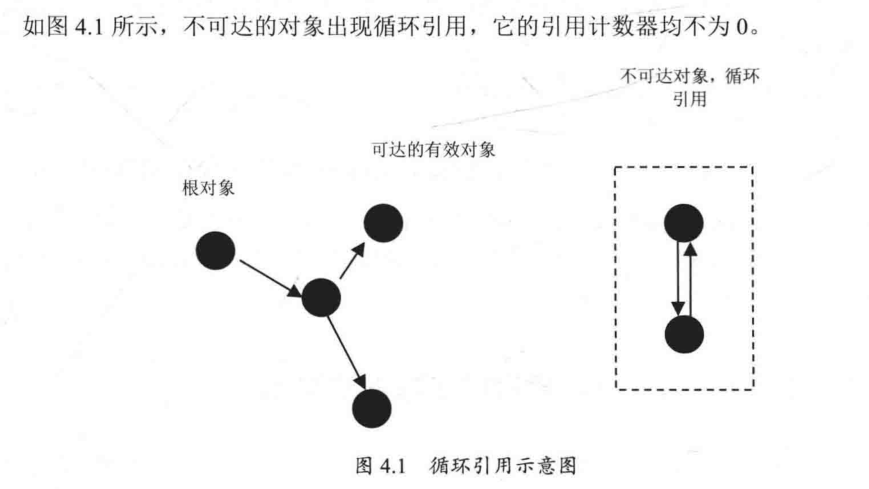 如图 4.1 所示，不可达的对象出现循环引用，它的引用计数器均不为 0。
不可达对象，循环
引用
可达的有效对象
根对象
图 4.1 循环引用示意图